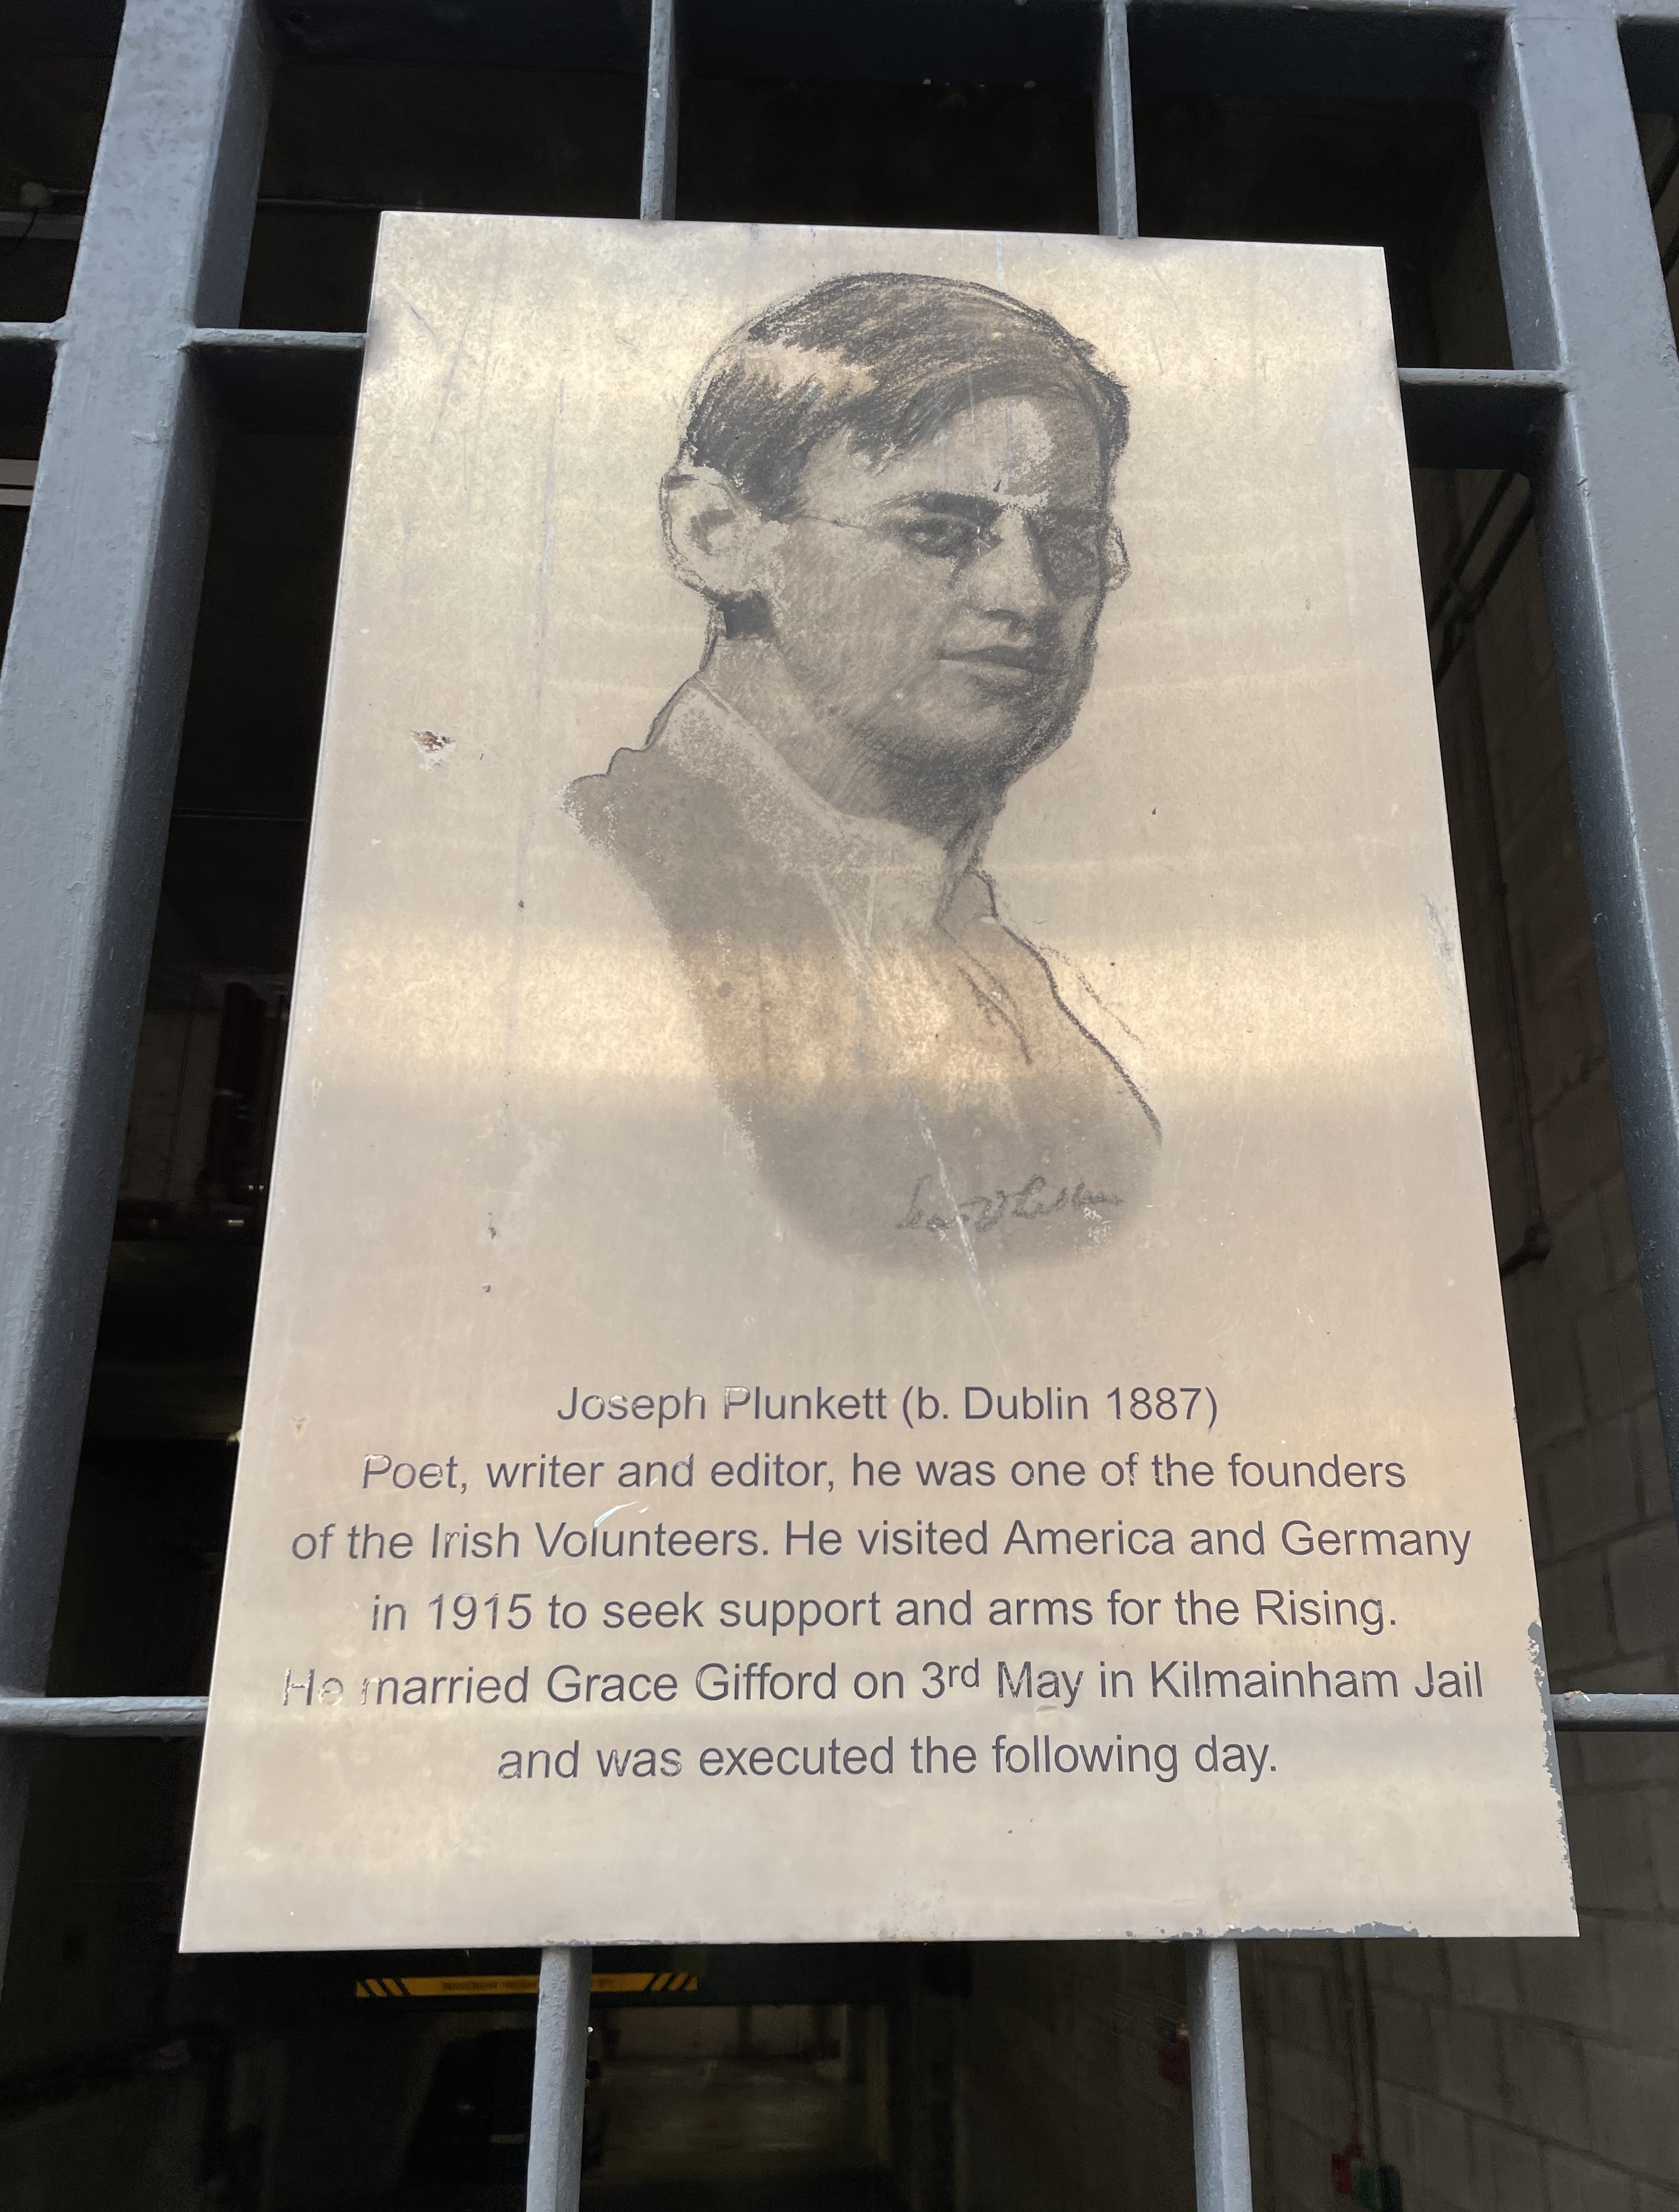 Joseph Plunkett (b. Dublin 1887)
Poet, writer and editor, he was one of the founders
of the Irish Volunteers. He visited America and Germany
in 1915 to seek support and arms for the Rising.
He married Grace Gifford on 3rd May in Kilmainham Jail
and was executed the following day.